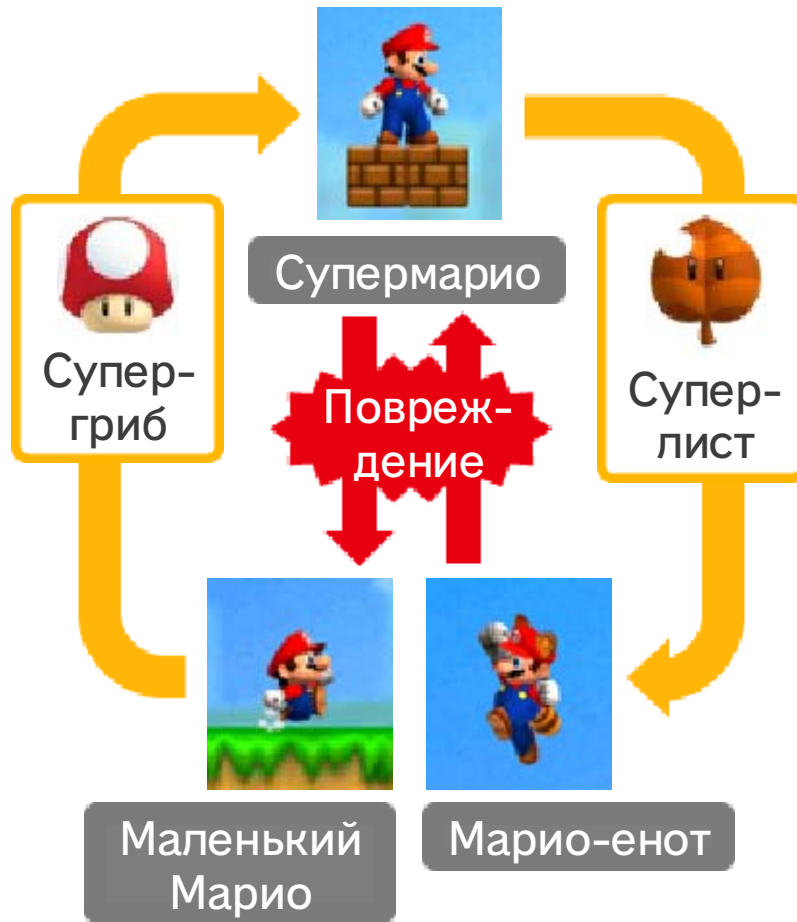 Супермарио
Супер-
гриб
Повреж-
дение
Супер-
лист
Маленький
Марио
Марио-енот